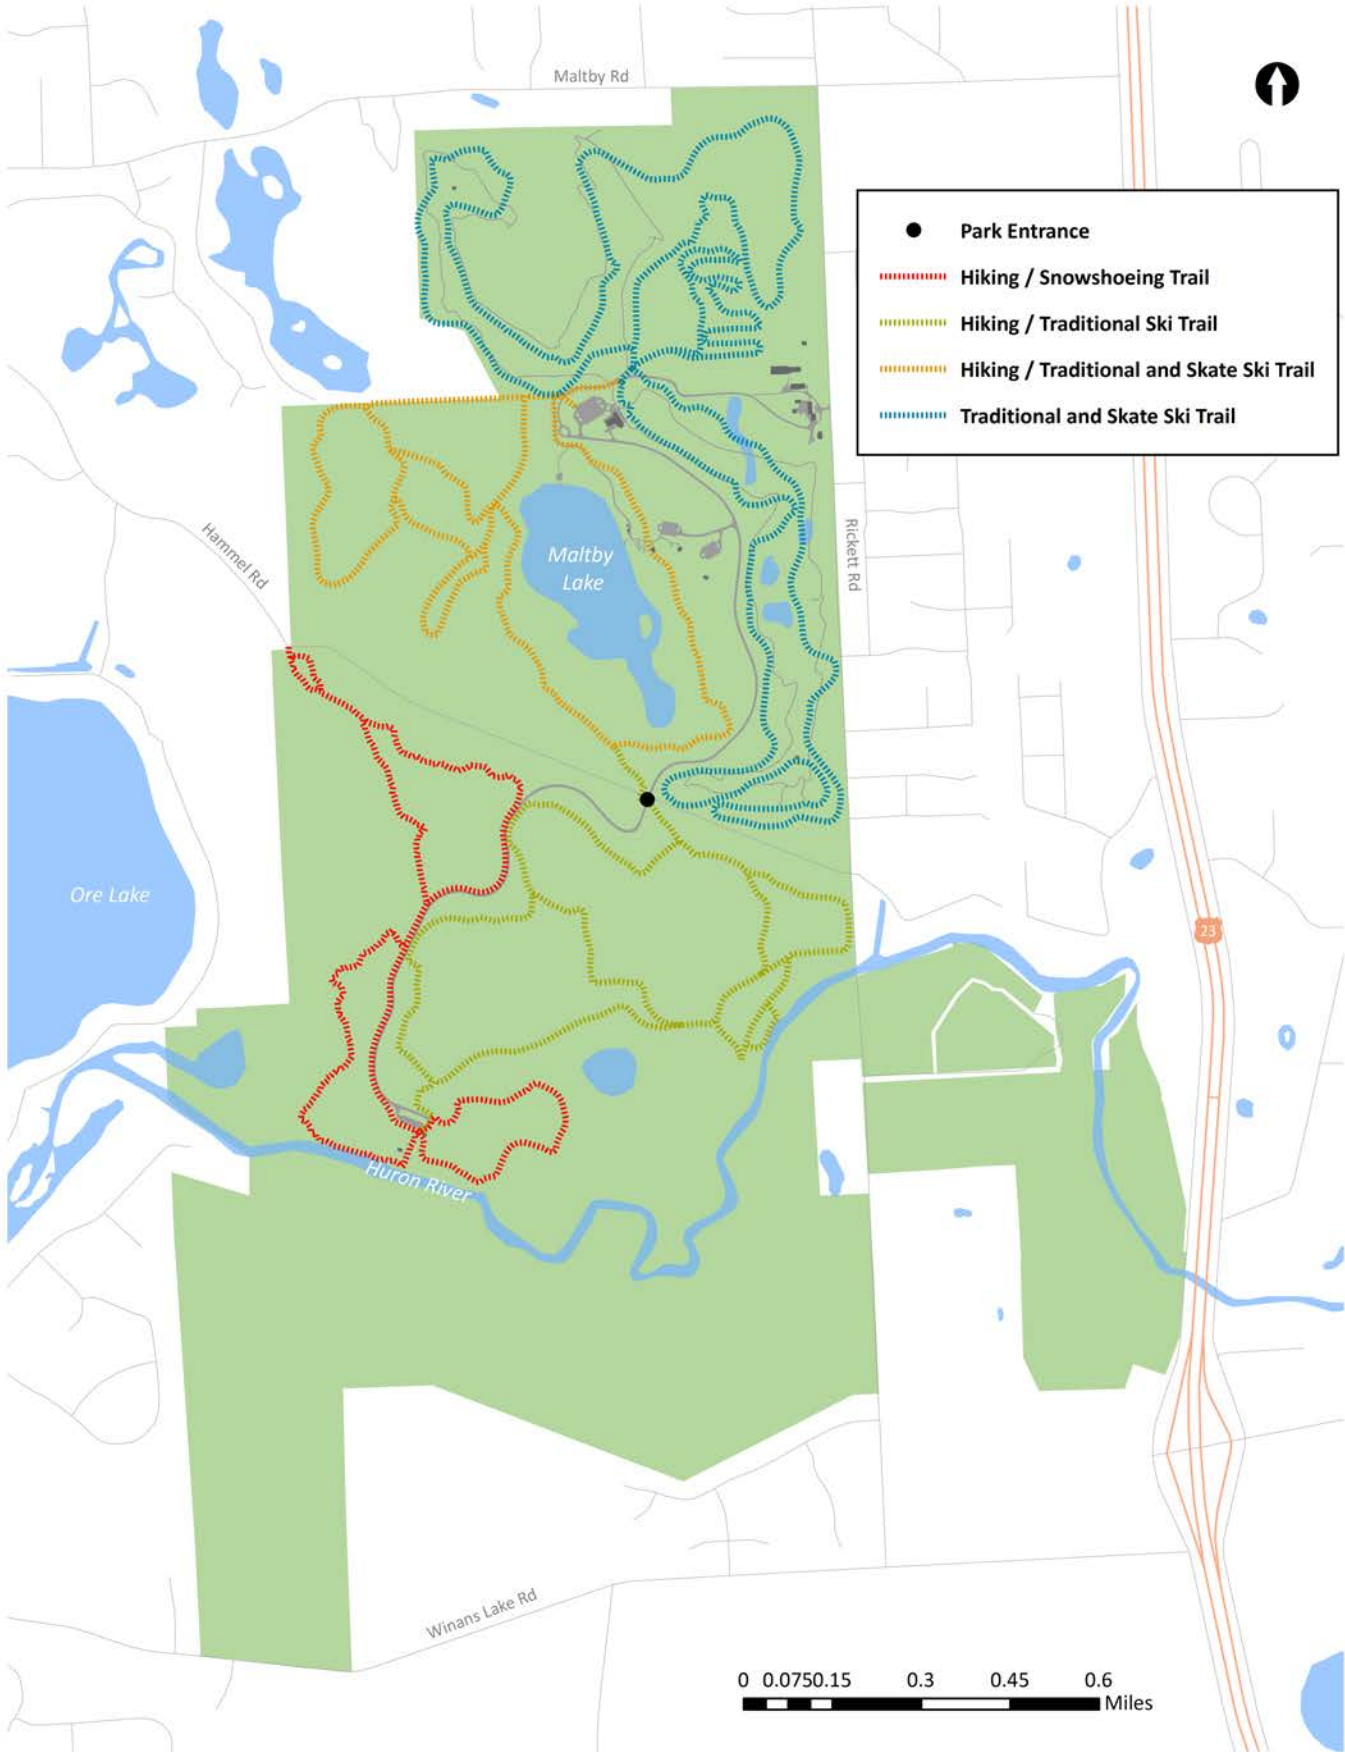 Maltby Rd
Park Entrance
Hiking / Snowshoeing Trail
Hiking / Traditional Ski Trail
Hiking / Traditional and Skate Ski Trail
Traditional and Skate Ski Trail
Hammel Rd
Maltby
Lake
Rickett Rd
Ore Lake
23
Huron River
Winans Lake Rd
0 0.0750.15 0.3 0.45 0.6
Miles